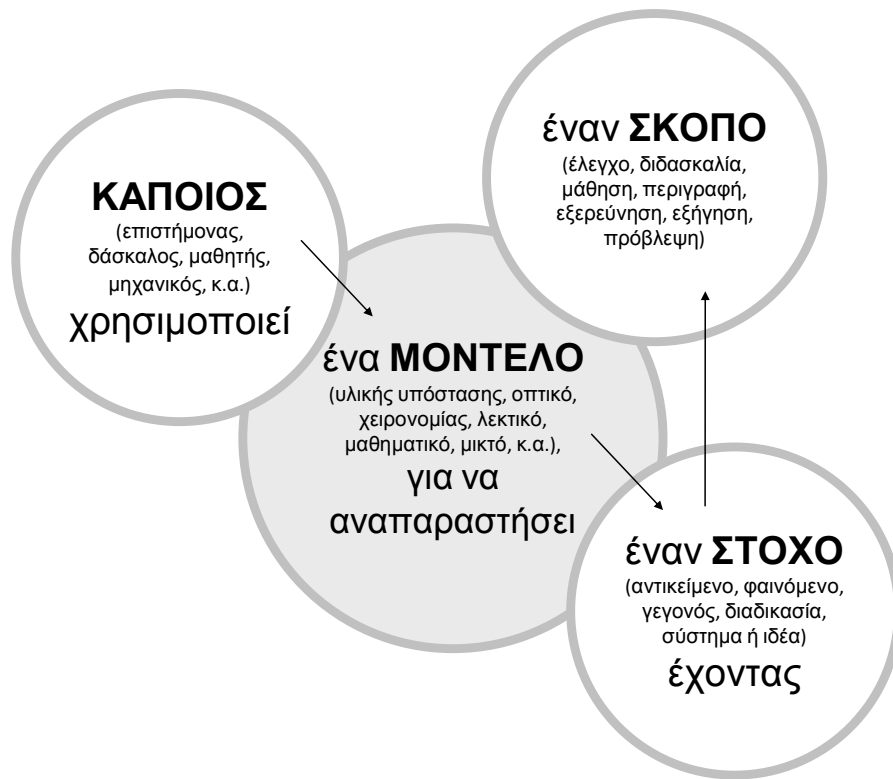 ΚΑΠΟΙΟΣ
(επιστήμονας,
δάσκαλος, μαθητής,
μηχανικός, κ.α.)
χρησιμοποιεί
ένα ΜΟΝΤΕΛΟ
(υλικής υπόστασης, οπτικό,
χειρονομίας, λεκτικό,
μαθηματικό, μικτό, κ.α.),
για να
αναπαραστήσει
έναν ΣΤΟΧΟ
(αντικείμενο, φαινόμενο,
γεγονός, διαδικασία,
σύστημα ή ιδέα)
έχοντας
έναν ΣΚΟΠΟ
(έλεγχο, διδασκαλία,
μάθηση, περιγραφή,
εξερεύνηση, εξήγηση,
πρόβλεψη)